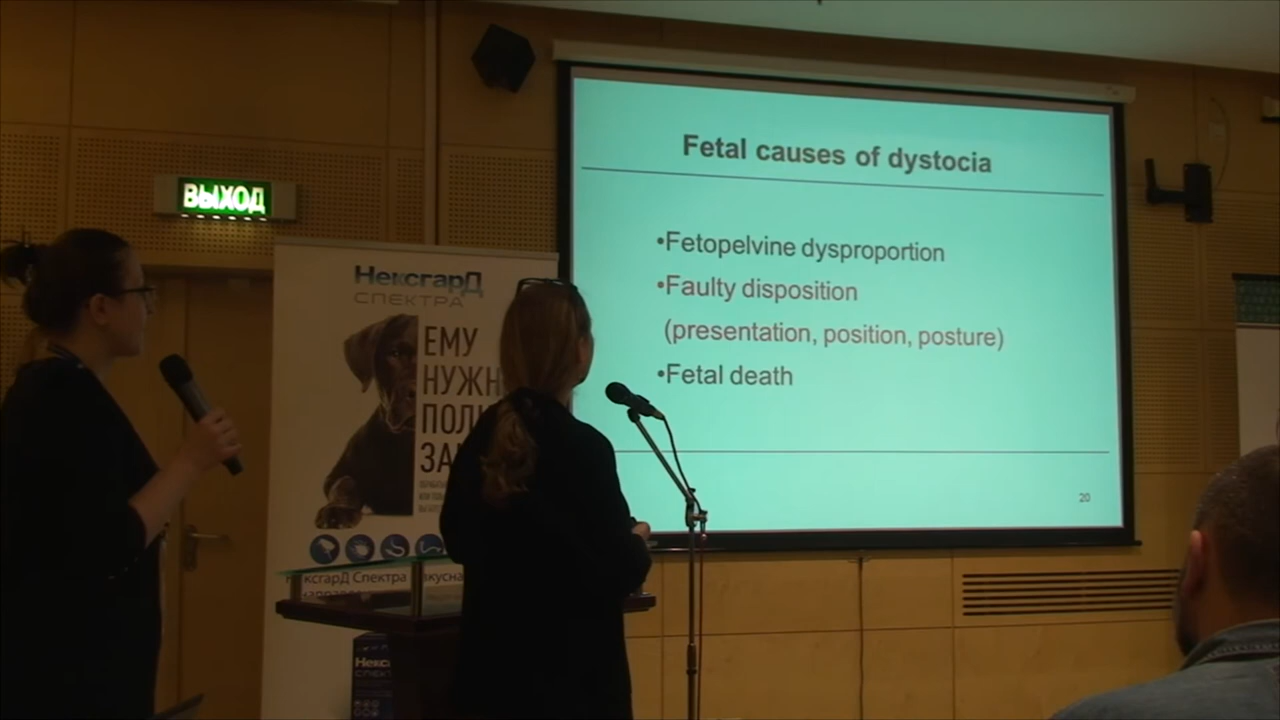 Fetal causes of dystocia
•Fetopelvine dysproportion
•Faulty disposition
(presentation, position, posture)
•Fetal death
20
ВЫХОД
НексгарД
СПЕКТРА
ЕМУ
НУЖН
ПОЛ
ЗА
НексгарД Спектра вкусна
Некс
СПЕКТ